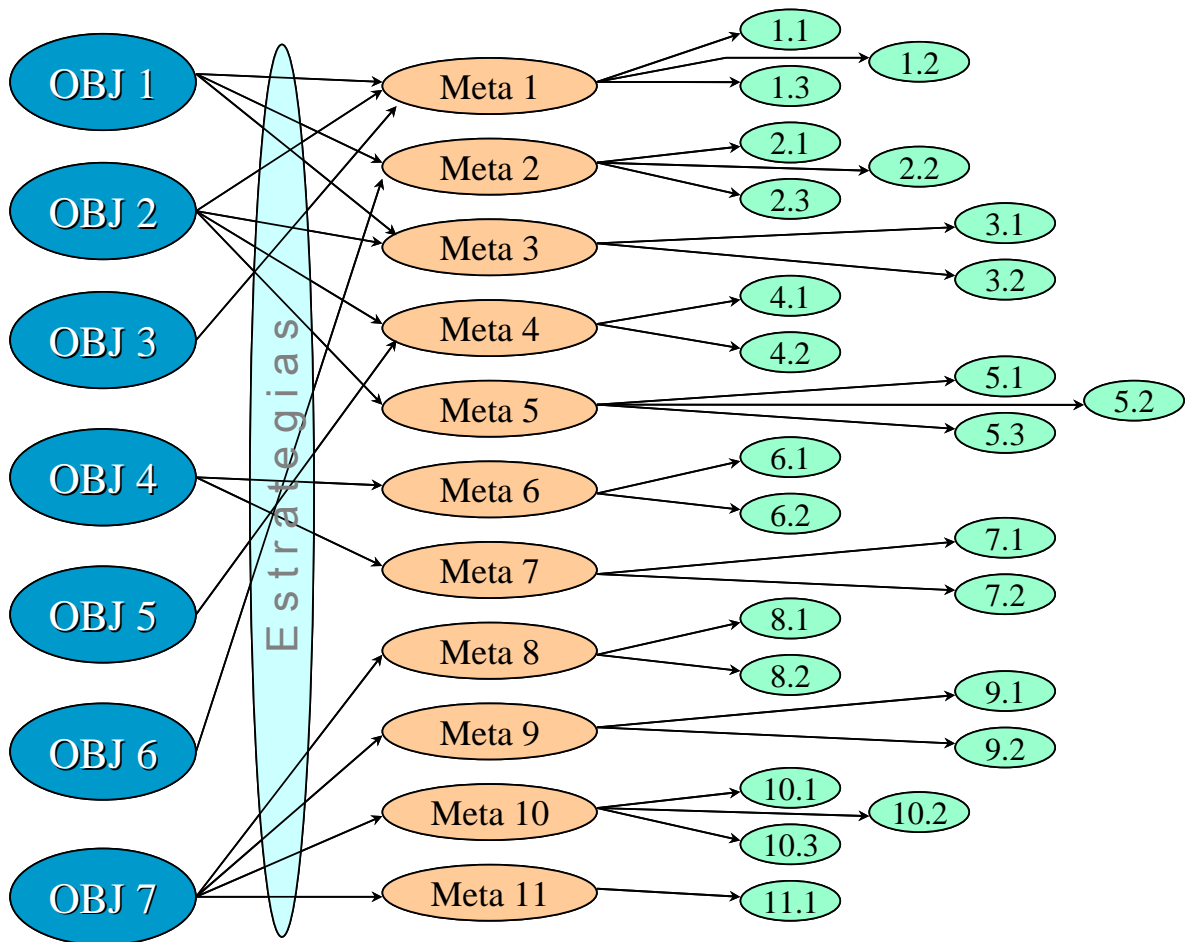 OBJ 1
OBJ 2
OBJ 3
OBJ 4
OBJ 5
OBJ 6
OBJ 7
Estrategias
Meta 1
Meta 2
Meta 3
Meta 4
Meta 5
Meta 6
Meta 7
Meta 8
Meta 9
Meta 10
Meta 11
1.1
1.2
1.3
2.1
2.2
2.3
3.1
3.2
4.1
4.2
5.1
5.2
5.3
6.1
6.2
7.1
7.2
8.1
8.2
9.1
9.2
10.1
10.2
10.3
11.1